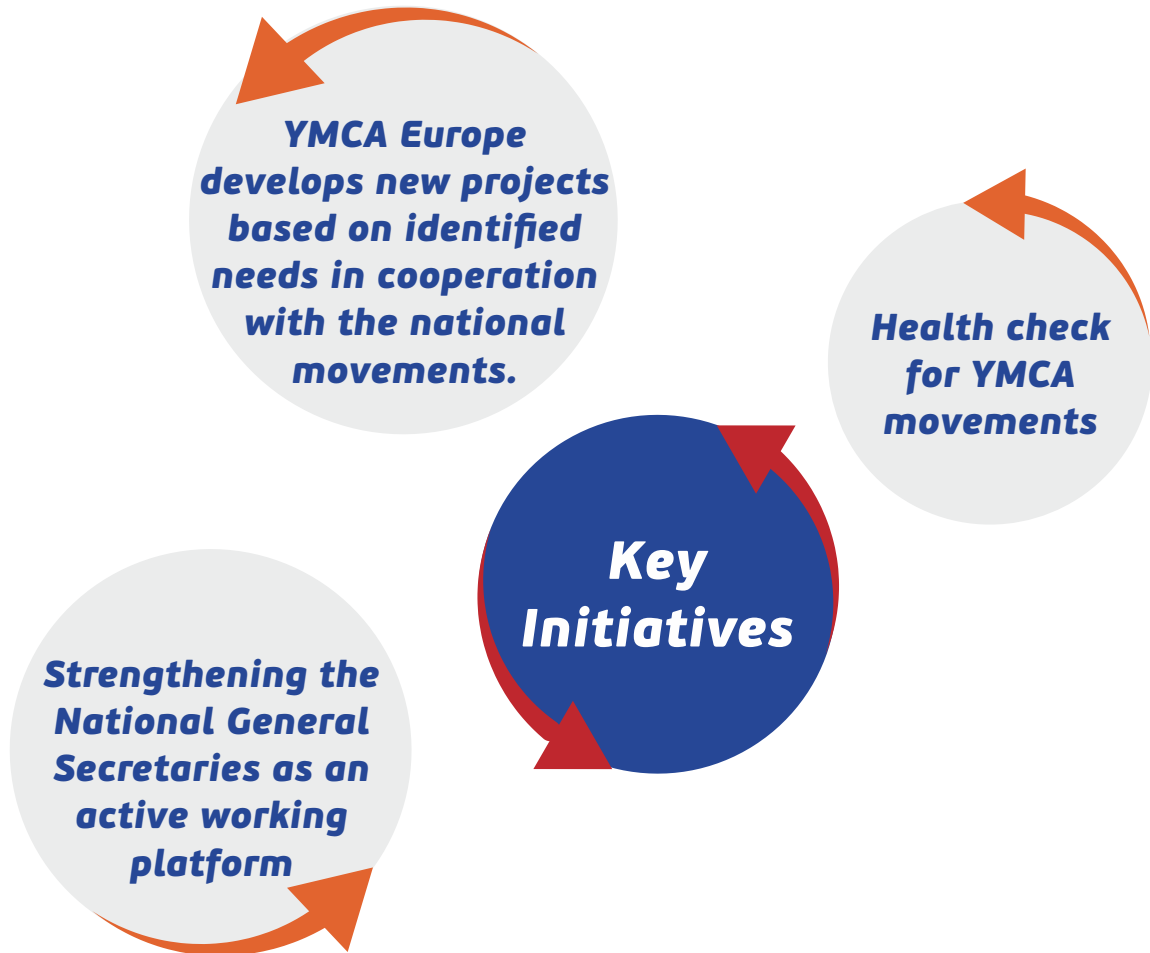 YMCA Europe
develops new projects
based on identified
needs in cooperation
with the national
movements.
Health check
for YMCA
movements
Key
Initiatives
Strengthening the
National General
Secretaries as an
active working
platform